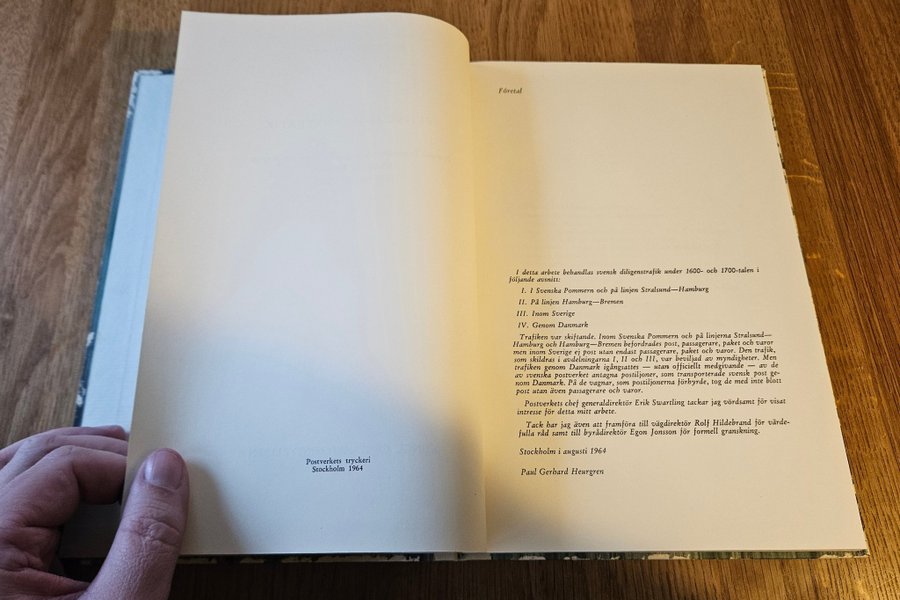 Postverkets tryckeri
Stockholm 1964
Företal
I detta arbete behandlas svensk diligenstrafik under 1600- och 1700-talen i
följande avsnitt:
I. I Svenska Pommern och på linjen Stralsund—Hamburg
II. På linjen Hamburg—Bremen
III. Inom Sverige
IV. Genom Danmark
Trafiken var skiftande. Inom Svenska Pommern och på linjerna Stralsund—
Hamburg och Hamburg—Bremen befordrades post, passagerare, paket och varor
men inom Sverige ej post utan endast passagerare, paket och varor. Den trafik,
som skildras i avdelningarna I, II och III, var beviljad av myndigheter. Men
trafiken genom Danmark igångsattes — utan officiellt medgivande — av de
av svenska postverket antagna postiljoner, som transporterade svensk post ge-
nom Danmark. På de vagnar, som postiljonerna förhyrde, tog de med inte blott
post utan även passagerare och varor.
Postverkets chef generaldirektör Erik Swartling tackar jag vördsamt för visat
intresse för detta mitt arbete.
Tack har jag även att framföra till vägdirektör Rolf Hildebrand för värde-
fulla råd samt till byrådirektör Egon Jonsson för formell granskning.
Stockholm i augusti 1964
Paul Gerhard Heurgren